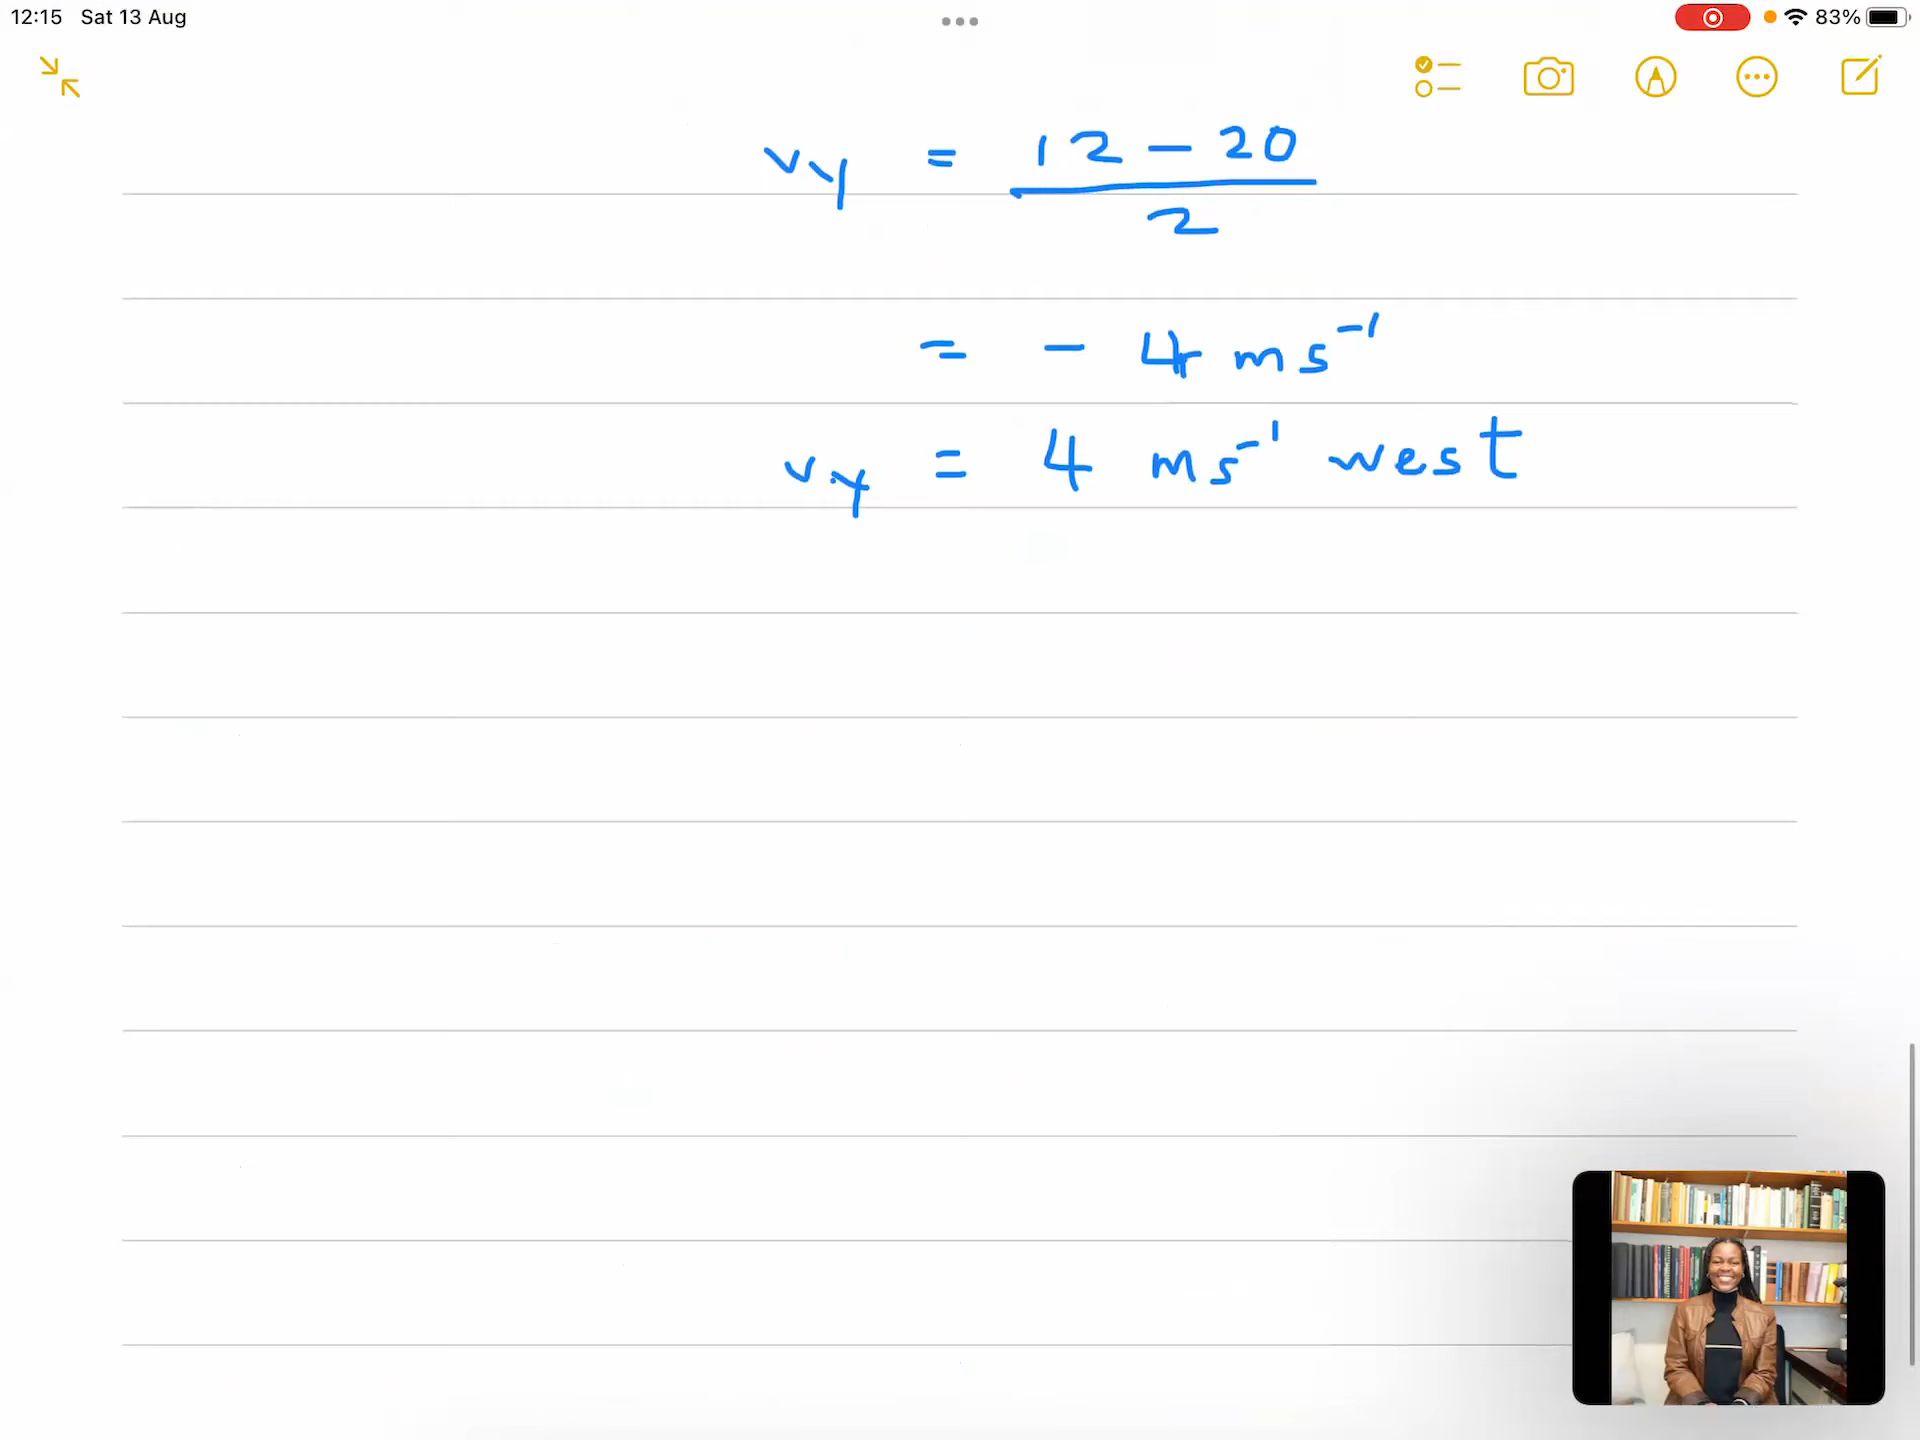 12:15 Sat 13 Aug
83%
vy = 12 - 20
2
= - 4 ms⁻¹
vy = 4 ms⁻¹ west